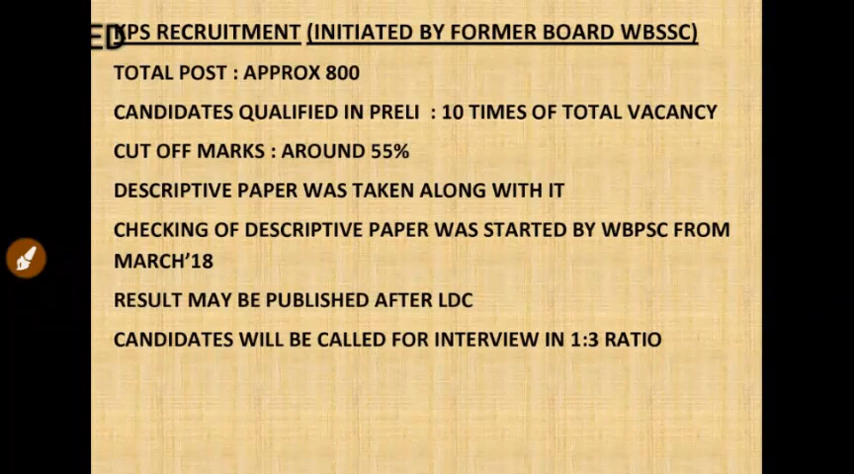 ED
KPS RECRUITMENT (INITIATED BY FORMER BOARD WBSSC)
TOTAL POST : APPROX 800
CANDIDATES QUALIFIED IN PRELI : 10 TIMES OF TOTAL VACANCY
CUT OFF MARKS : AROUND 55%
DESCRIPTIVE PAPER WAS TAKEN ALONG WITH IT
CHECKING OF DESCRIPTIVE PAPER WAS STARTED BY WBPSC FROM
MARCH’18
RESULT MAY BE PUBLISHED AFTER LDC
CANDIDATES WILL BE CALLED FOR INTERVIEW IN 1:3 RATIO